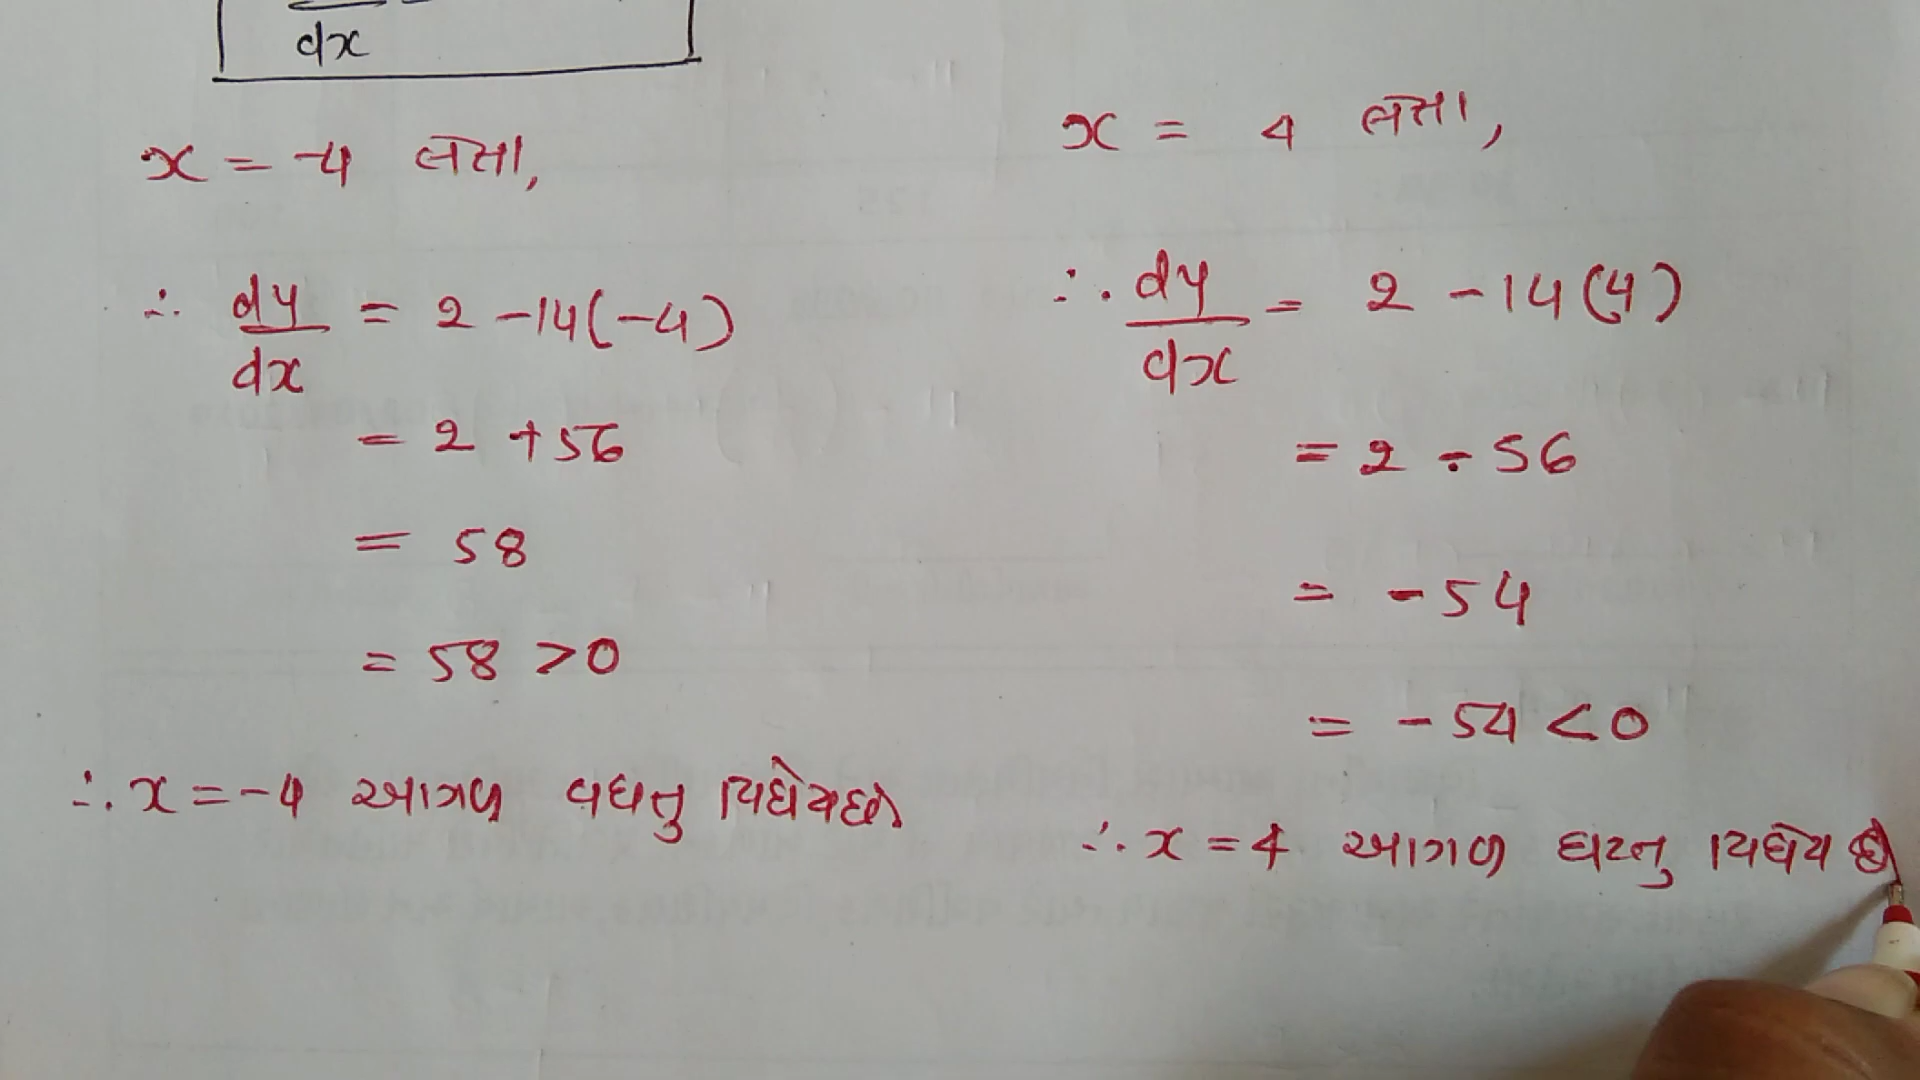 dx
x = -4 લેતા,
∴ dy/dx = 2 -14(-4)
= 2 +56
= 58
= 58 >0
∴ x = -4 આગળ વધતુ વિધેય છે
x = 4 લેતા,
∴ dy/dx = 2 -14(4)
= 2 - 56
= -54
= -54 <0
∴ x = 4 આગળ ઘટતુ વિધેય છે